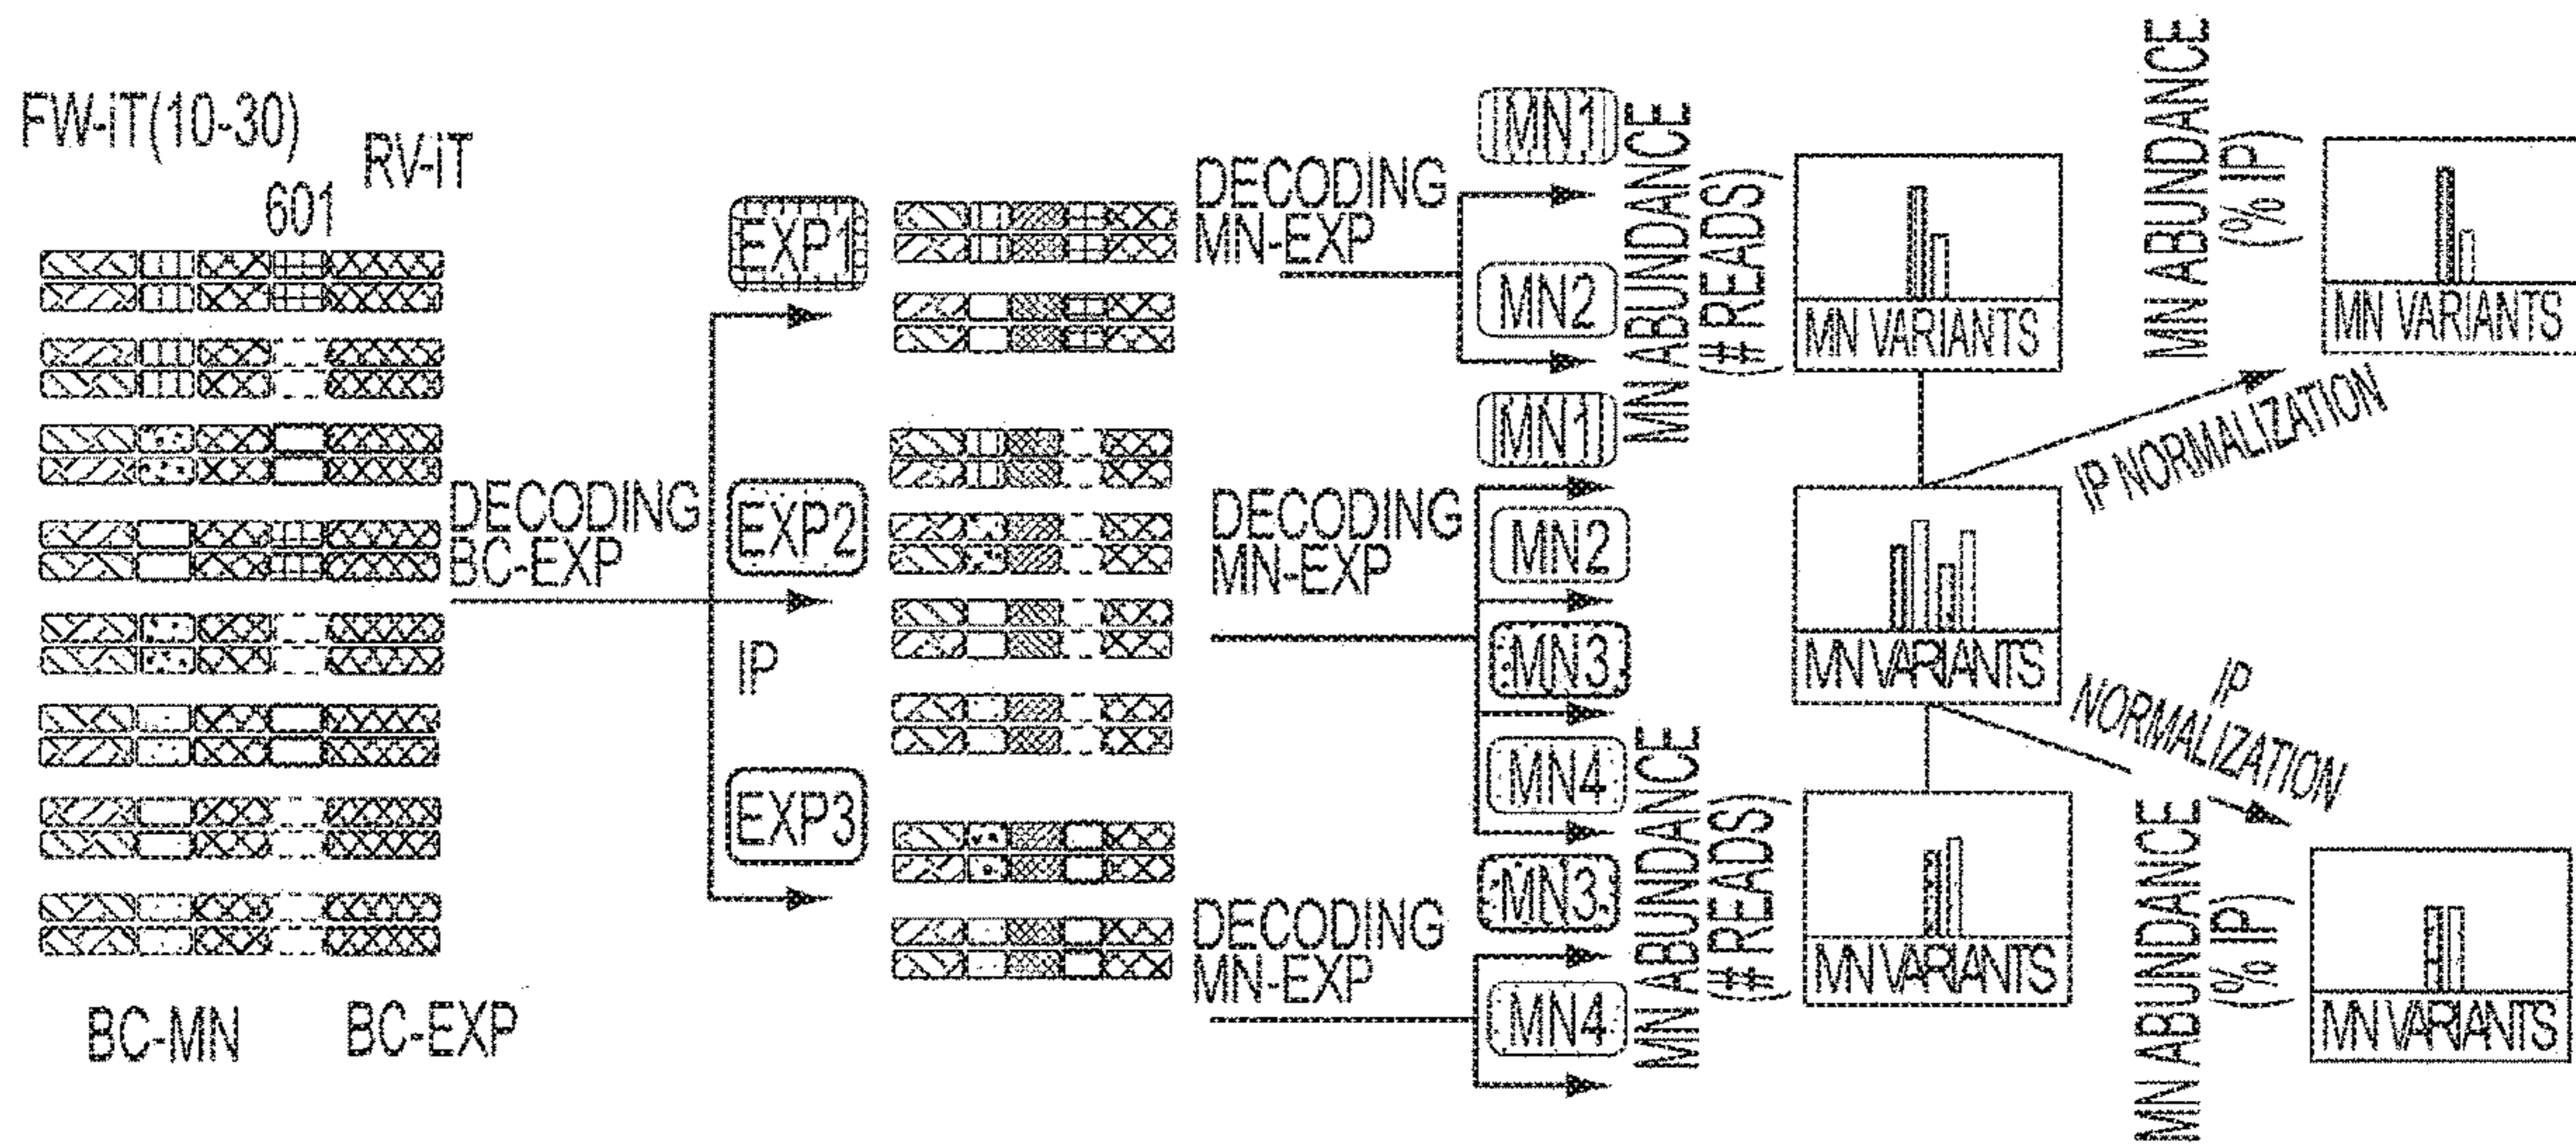 FW-iT(10-30)
RV-iT
601
BC-MN
BC-EXP
DECODING
BC-EXP
EXP1
EXP2
IP
EXP3
DECODING
MN-EXP
MN1
MN2
DECODING
MN-EXP
MN1
MN2
MN3
MN4
DECODING
MN-EXP
MN3
MN4
MN ABUNDANCE
(# READS)
MN VARIANTS
MN VARIANTS
MN ABUNDANCE
(# READS)
MN VARIANTS
IP NORMALIZATION
MN ABUNDANCE
(% IP)
MN VARIANTS
IP
NORMALIZATION
MN ABUNDANCE
(% IP)
MN VARIANTS